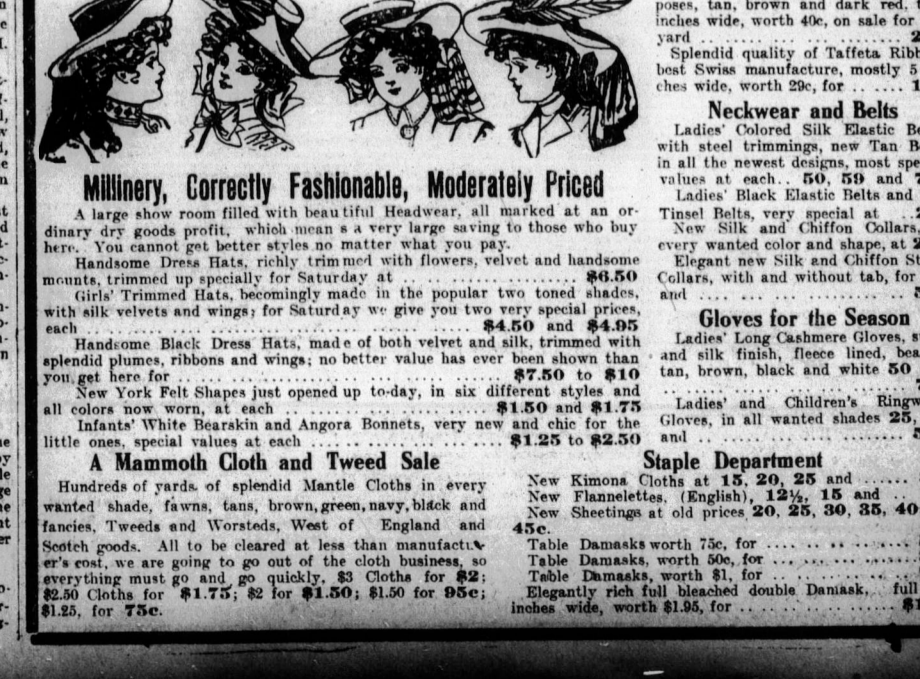 Millinery, Correctly Fashionable, Moderately Priced
A large show room filled with beautiful Headwear, all marked at an or-
dinary dry goods profit, which mean s a very large saving to those who buy
here. You cannot get better styles no matter what you pay.
Handsome Dress Hats, richly trimmed with flowers, velvet and handsome
mounts, trimmed up specially for Saturday at .. .. .. .. .. .. .. .. $6.50
Girls' Trimmed Hats, becomingly made in the popular two toned shades,
with silk velvets and wings; for Saturday we give you two very special prices,
each .. .. .. .. .. .. .. .. .. .. .. .. .. .. .. $4.50 and $4.95
Handsome Black Dress Hats, made of both velvet and silk, trimmed with
splendid plumes, ribbons and wings; no better value has ever been shown than
you get here for .. .. .. .. .. .. .. .. .. .. .. .. .. $7.50 to $10
New York Felt Shapes just opened up to-day, in six different styles and
all colors now worn, at each .. .. .. .. .. .. .. .. $1.50 and $1.75
Infants' White Bearskin and Angora Bonnets, very new and chic for the
little ones, special values at each .. .. .. .. .. .. .. $1.25 to $2.50
A Mammoth Cloth and Tweed Sale
Hundreds of yards of splendid Mantle Cloths in every
wanted shade, fawns, tans, brown, green, navy, black and
fancies, Tweeds and Worsteds, West of England and
Scotch goods. All to be cleared at less than manufactur-
er's cost, we are going to go out of the cloth business, so
everything must go and go quickly, $3 Cloths for $2;
$2.50 Cloths for $1.75; $2 for $1.50; $1.50 for 95c;
$1.25, for 75c.
poses, tan, brown and dark red,
inches wide, worth 40c, on sale for
yard .. .. .. .. .. .. .. .. .. 2
Splendid quality of Taffeta Ribb
best Swiss manufacture, mostly 5
ches wide, worth 29c, for .. .. .. 1
Neckwear and Belts
Ladies' Colored Silk Elastic Be
with steel trimmings, new Tan B
in all the newest designs, most spe
values at each.. 50, 59 and 7
Ladies' Black Elastic Belts and
Tinsel Belts, very special at ..
New Silk and Chiffon Collars,
every wanted color and shape, at 2
Elegant new Silk and Chiffon St
Collars, with and without tab, for
and .. .. .. .. .. .. .. ..
Gloves for the Season
Ladies' Long Cashmere Gloves, s
and silk finish, fleece lined, bea
tan, brown, black and white 50
Ladies' and Children's Ringw
Gloves, in all wanted shades 25,
and .. .. .. .. .. .. .. ..
Staple Department
New Kimona Cloths at 15, 20, 25 and .. .. ..
New Flannelettes, (English), 12½, 15 and ..
New Sheetings at old prices 20, 25, 30, 35, 40
45c.
Table Damasks worth 75c, for .. .. .. .. .. ..
Table Damasks, worth 50c, for .. .. .. .. .. ..
Table Damasks, worth $1, for .. .. .. .. .. ..
Elegantly rich full bleached double Damask, full
inches wide, worth $1.95, for .. .. .. .. .. .. $1